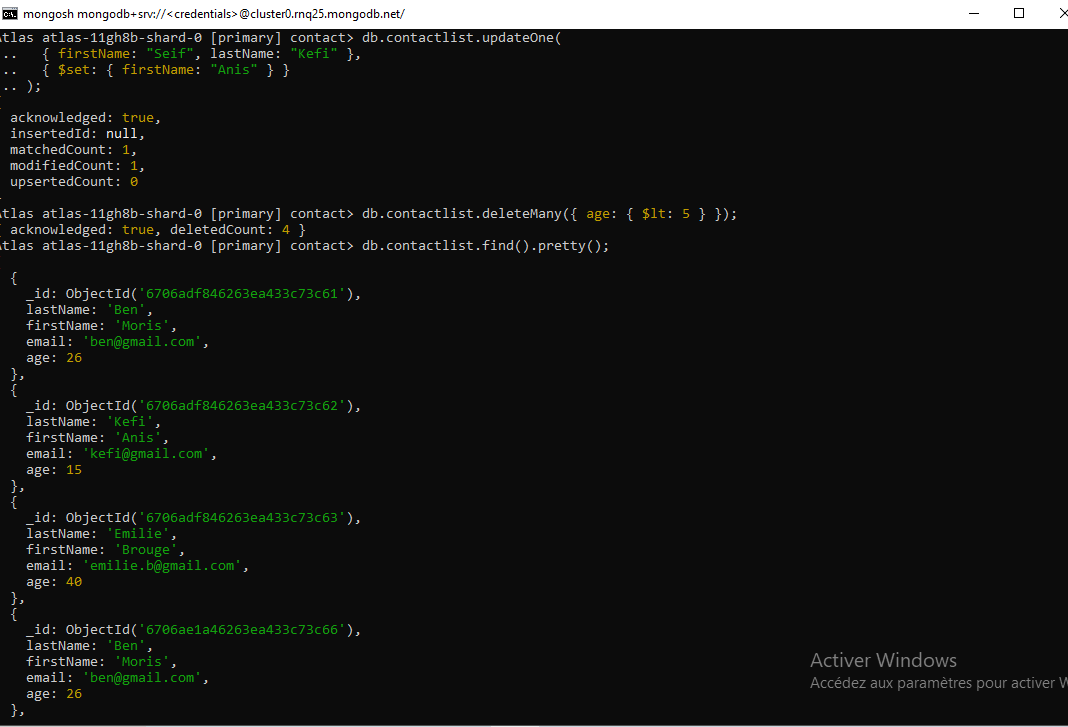 mongosh mongodb+srv://<credentials>@cluster0.rnq25.mongodb.net/
Atlas atlas-11gh8b-shard-0 [primary] contact> db.contactlist.updateOne(
.. { firstName: "Seif", lastName: "Kefi" },
.. { $set: { firstName: "Anis" } }
.. );
{
acknowledged: true,
insertedId: null,
matchedCount: 1,
modifiedCount: 1,
upsertedCount: 0
}
Atlas atlas-11gh8b-shard-0 [primary] contact> db.contactlist.deleteMany({ age: { $lt: 5 } });
{ acknowledged: true, deletedCount: 4 }
Atlas atlas-11gh8b-shard-0 [primary] contact> db.contactlist.find().pretty();
{
_id: ObjectId('6706adf846263ea433c73c61'),
lastName: 'Ben',
firstName: 'Moris',
email: 'ben@gmail.com',
age: 26
},
{
_id: ObjectId('6706adf846263ea433c73c62'),
lastName: 'Kefi',
firstName: 'Anis',
email: 'kefi@gmail.com',
age: 15
},
{
_id: ObjectId('6706adf846263ea433c73c63'),
lastName: 'Emilie',
firstName: 'Brouge',
email: 'emilie.b@gmail.com',
age: 40
},
{
_id: ObjectId('6706ae1a46263ea433c73c66'),
lastName: 'Ben',
firstName: 'Moris',
email: 'ben@gmail.com',
age: 26
},
Activer Windows
Accédez aux paramètres pour activer W